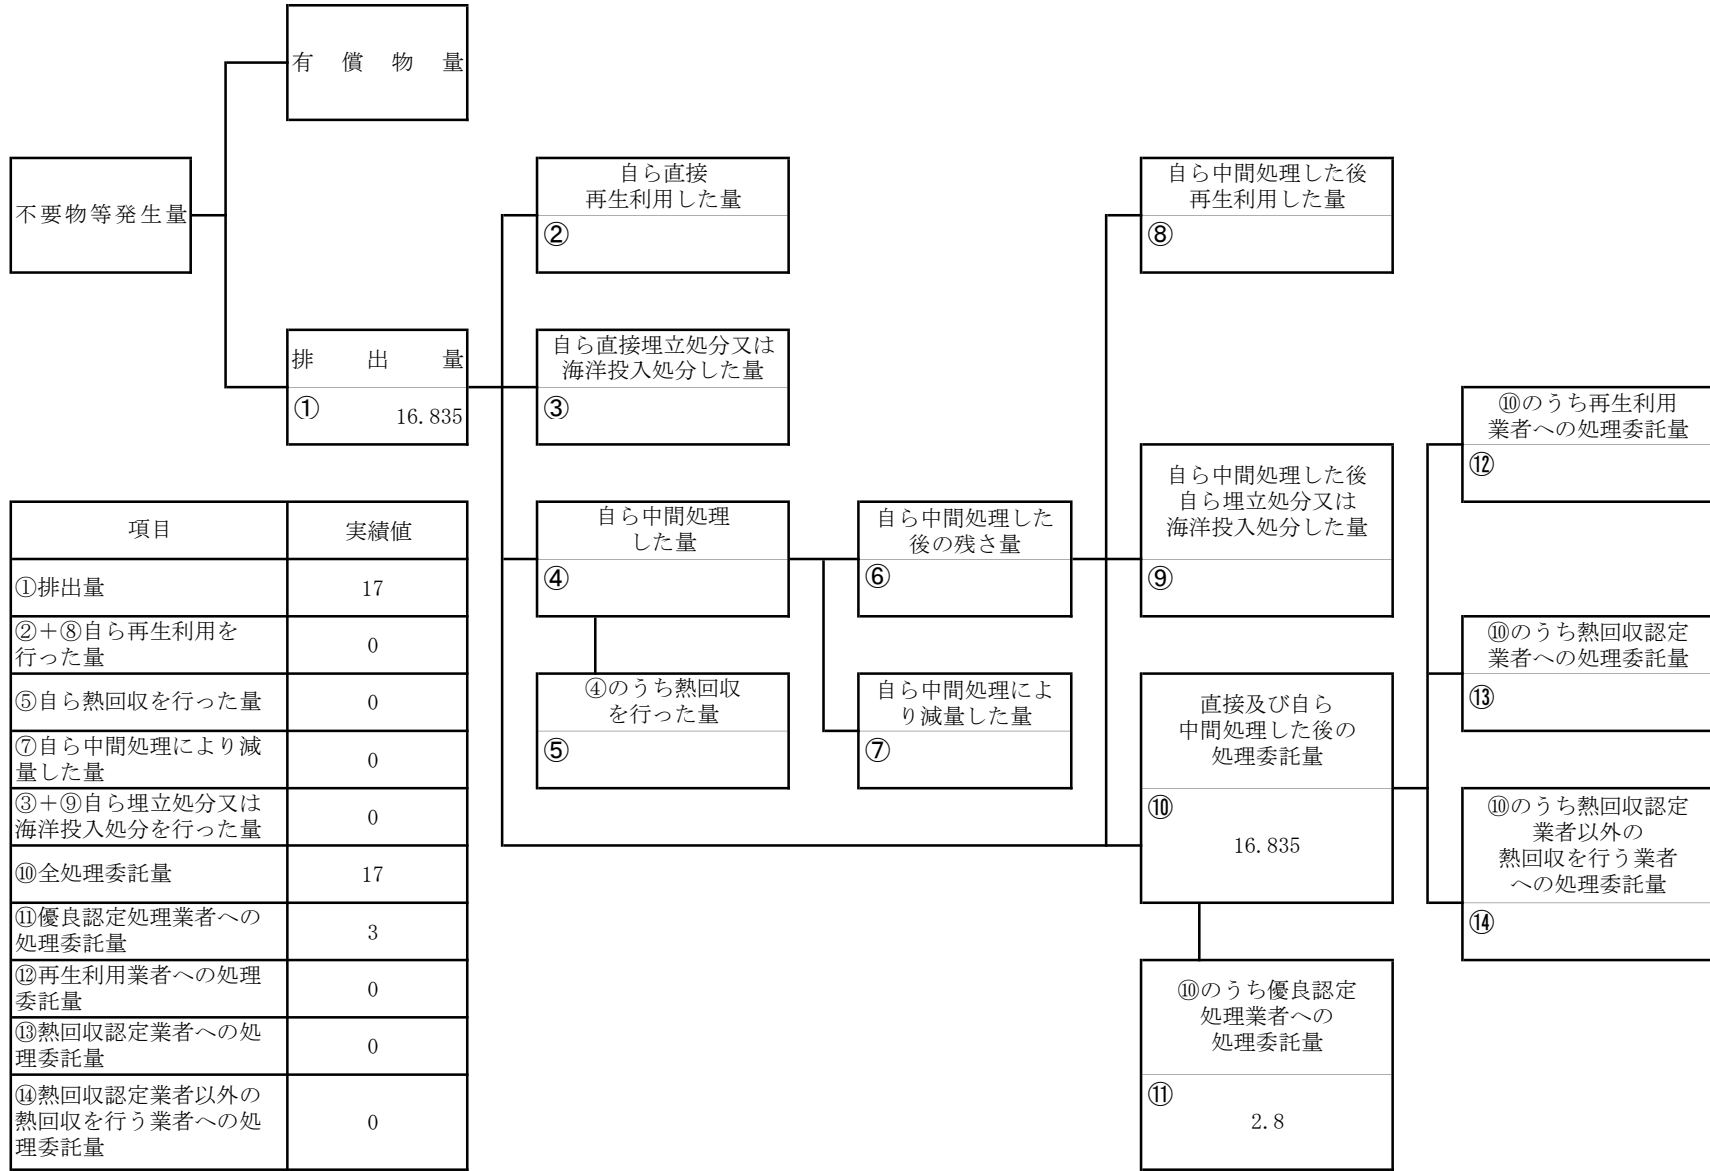 有償物量
不要物等発生量
自ら直接
再生利用した量
②
自ら中間処理した後
再生利用した量
⑧
排出量
①
16.835
自ら直接埋立処分又は
海洋投入処分した量
③
⑩のうち再生利用
業者への処理委託量
⑫
自ら中間処理
した量
④
自ら中間処理した
後の残さ量
⑥
自ら中間処理した後
自ら埋立処分又は
海洋投入処分した量
⑨
⑩のうち熱回収認定
業者への処理委託量
⑬
④のうち熱回収
を行った量
⑤
自ら中間処理によ
り減量した量
⑦
直接及び自ら
中間処理した後の
処理委託量
⑩
16.835
⑩のうち熱回収認定
業者以外の
熱回収を行う業者
への処理委託量
⑭
⑩のうち優良認定
処理業者への
処理委託量
⑪
2.8
項目 実績値
①排出量 17
②＋⑧自ら再生利用を
行った量 0
⑤自ら熱回収を行った量 0
⑦自ら中間処理により減
量した量 0
③＋⑨自ら埋立処分又は
海洋投入処分を行った量 0
⑩全処理委託量 17
⑪優良認定処理業者への
処理委託量 3
⑫再生利用業者への処理
委託量 0
⑬熱回収認定業者への処
理委託量 0
⑭熱回収認定業者以外の
熱回収を行う業者への処
理委託量 0